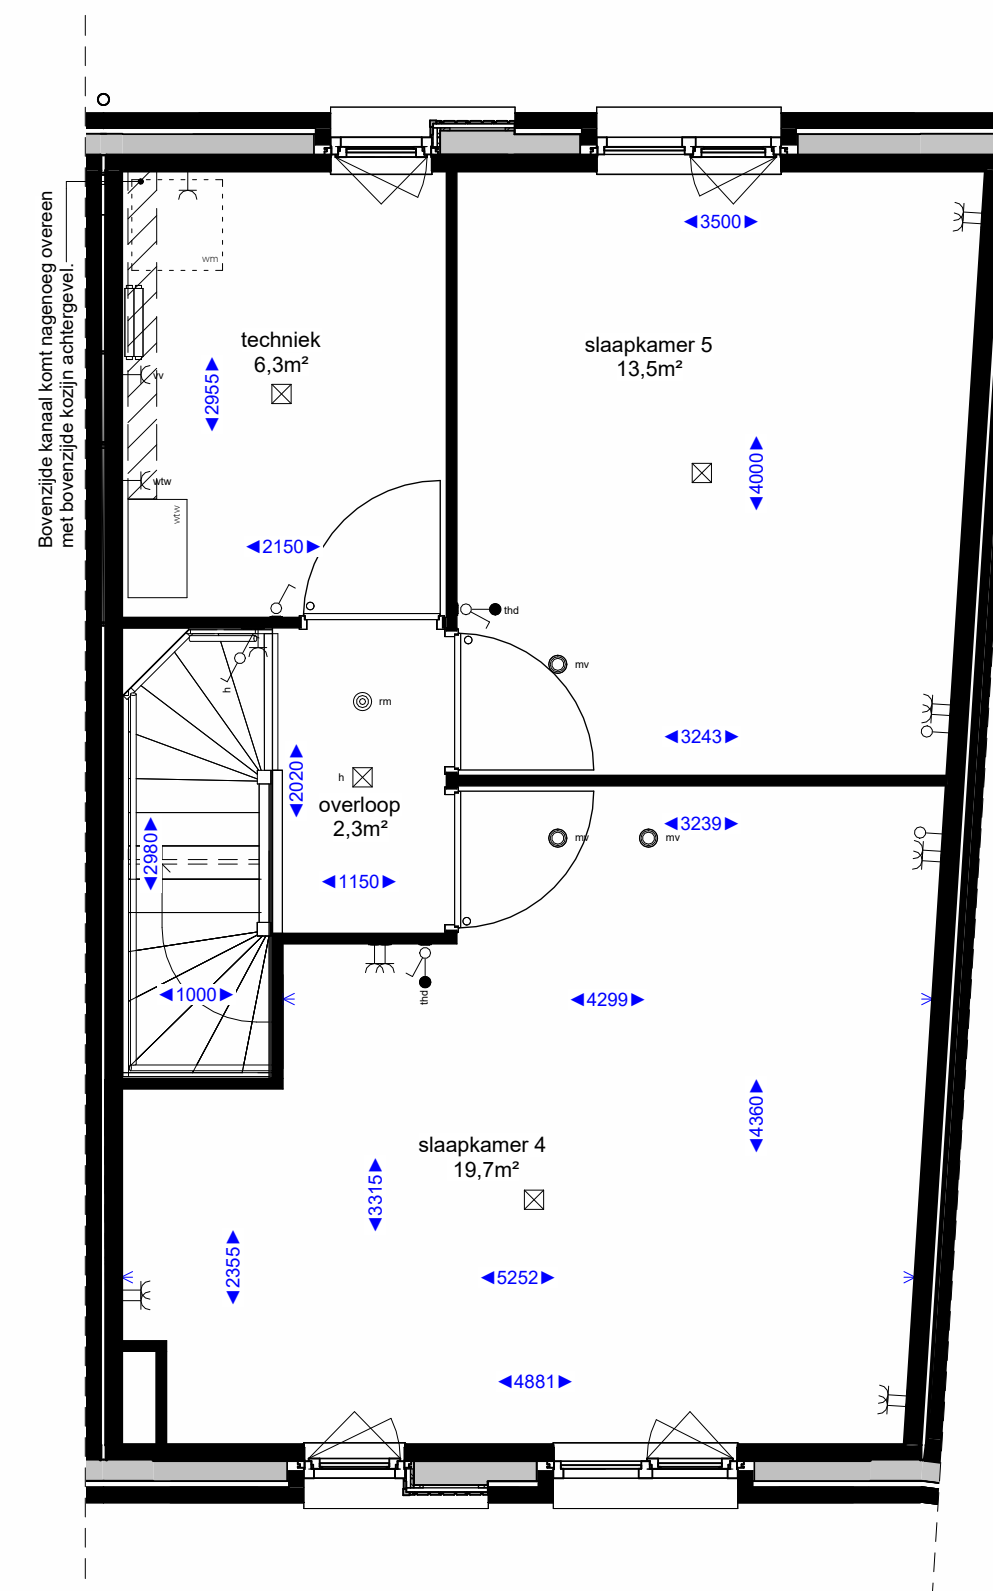 Bovenzijde kanaal komt nagenoeg overeen
met bovenzijde kozijn achtergevel.
wm
3500
techniek
6,3m²
slaapkamer 5
13,5m²
2955
vv
4000
wtw
wtw
2150
thd
mv
h
rm
3243
2020
h
overloop
2,3m²
3239
mv
mv
2980
1150
1000
thd
4299
4360
slaapkamer 4
19,7m²
3315
2355
5252
4881